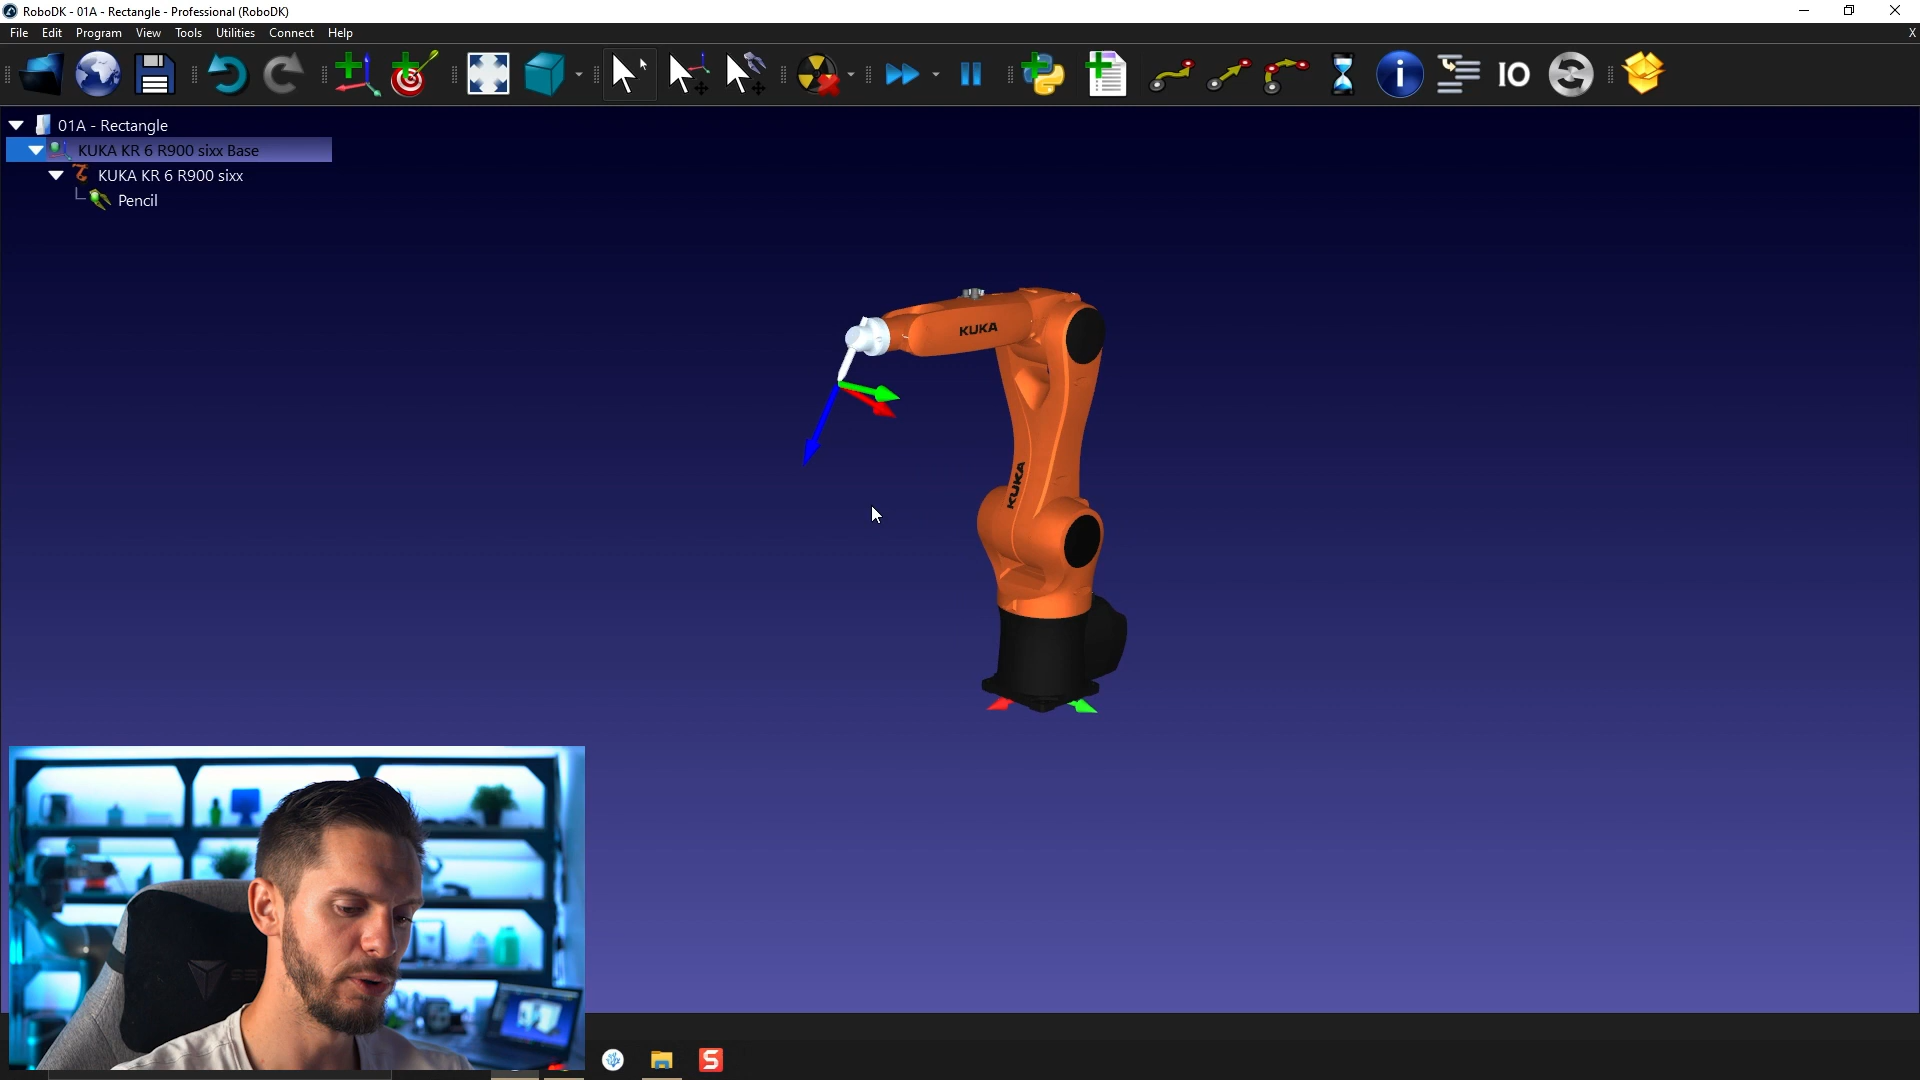 RoboDK - 01A - Rectangle - Professional (RoboDK)
File Edit Program View Tools Utilities Connect Help
X
IO
01A - Rectangle
KUKA KR 6 R900 sixx Base
KUKA KR 6 R900 sixx
Pencil
KUKA
KUKA
S